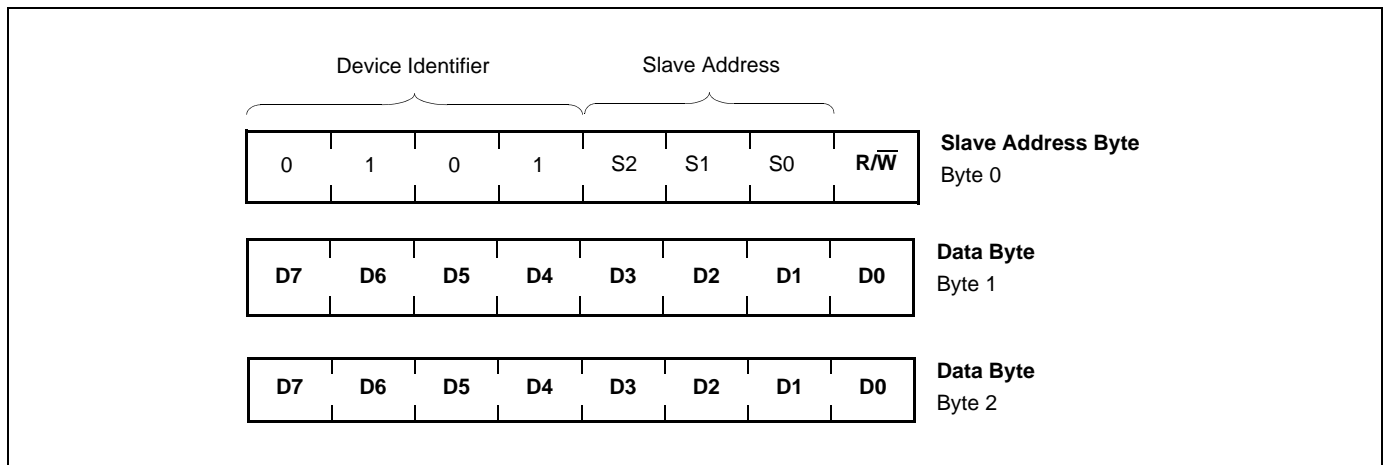 Device Identifier Slave Address
0 1 0 1 S2 S1 S0 R/W̅
Slave Address Byte
Byte 0
D7 D6 D5 D4 D3 D2 D1 D0
Data Byte
Byte 1
D7 D6 D5 D4 D3 D2 D1 D0
Data Byte
Byte 2